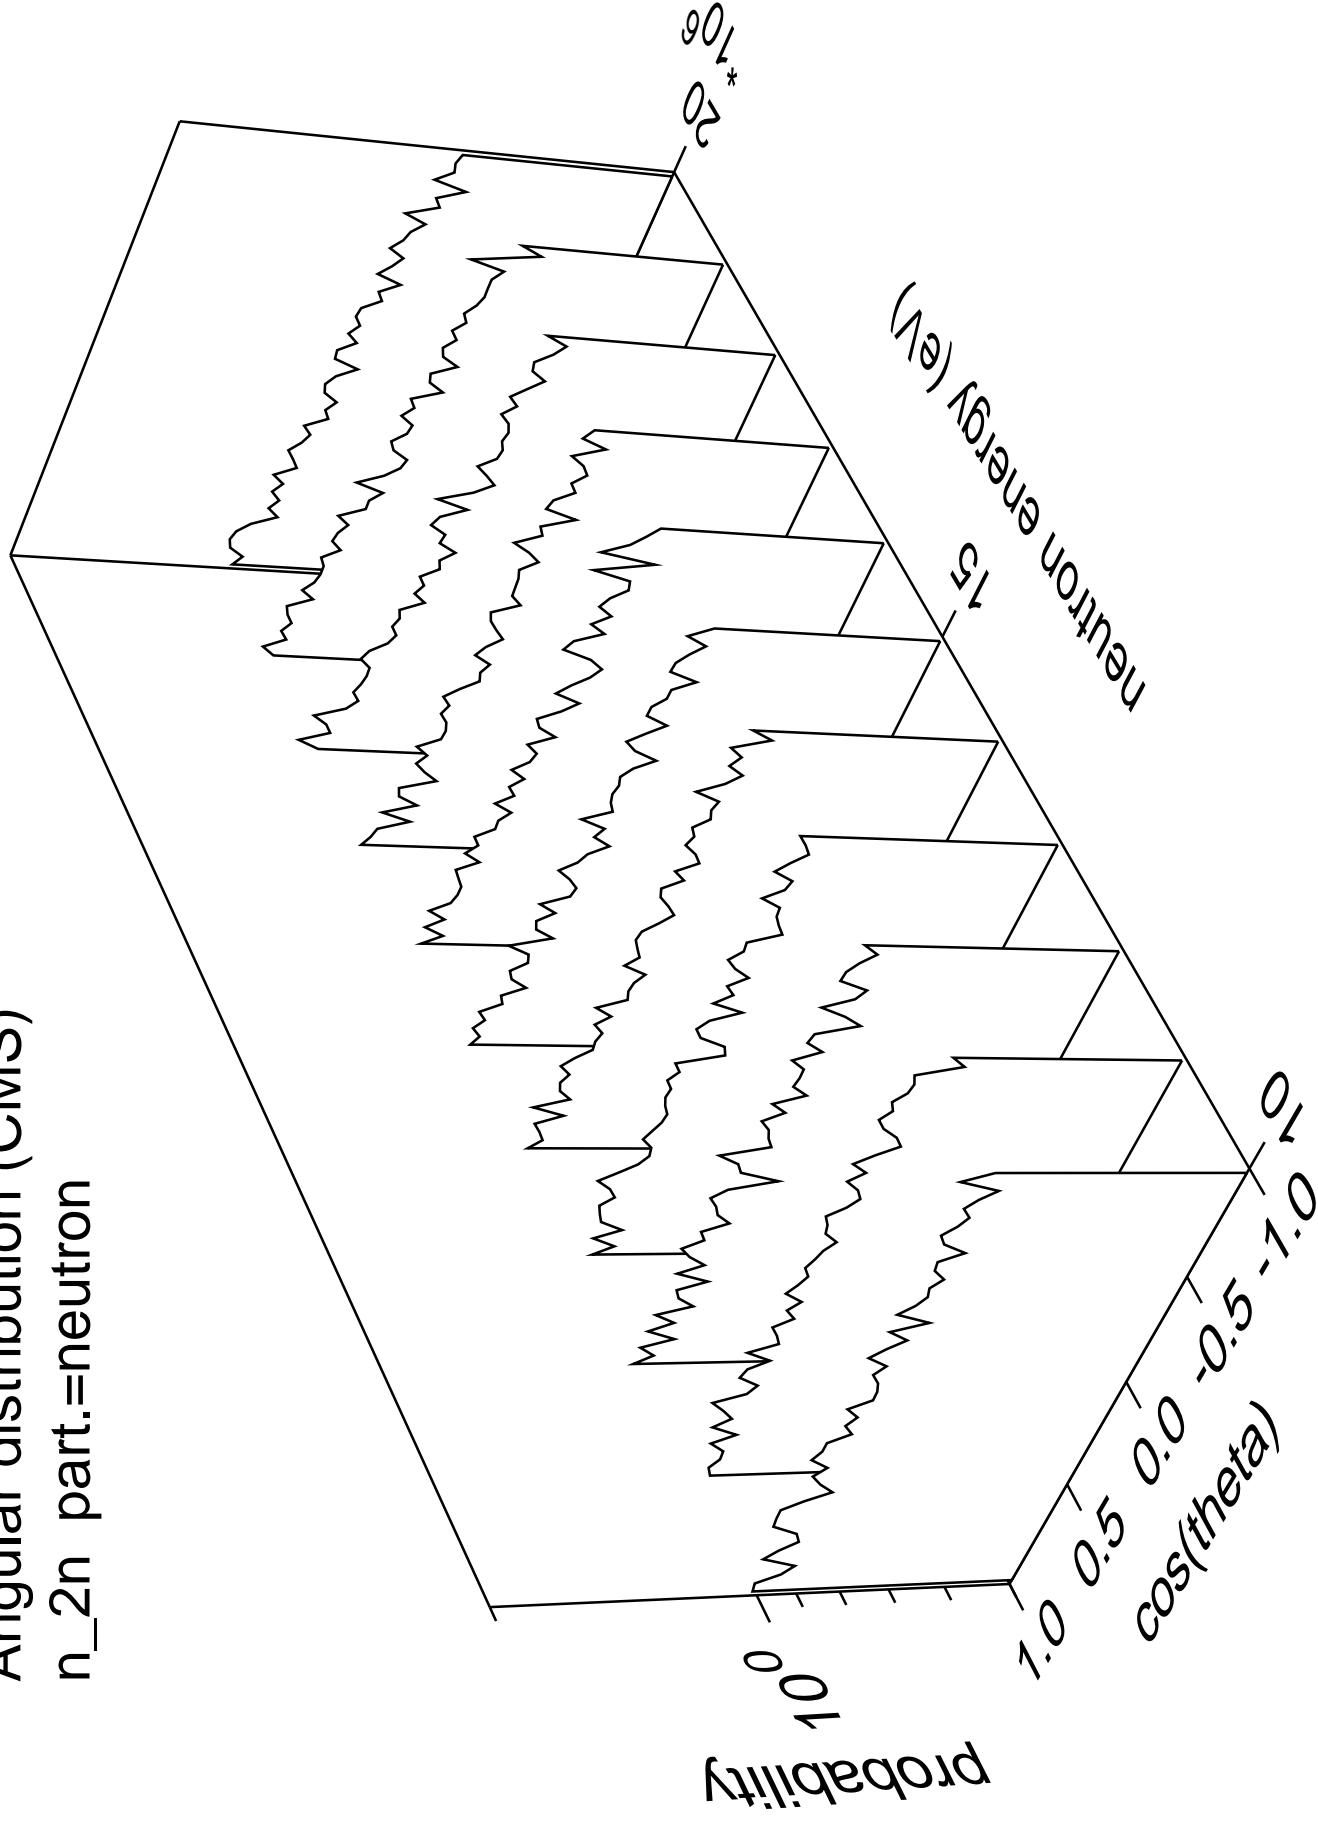 Angular distribution (CMS)
n_2n part.=neutron
probability
10^0
cos(theta)
1.0
0.5
0.0
-0.5
-1.0
neutron energy (eV)
10
15
20
* 10^6